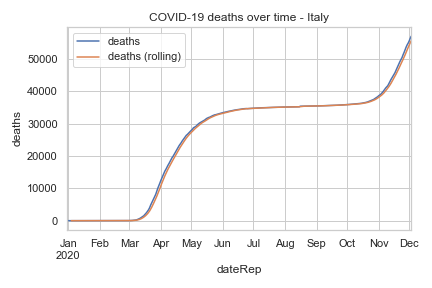 COVID-19 deaths over time - Italy
deaths
deaths (rolling)
deaths
50000
40000
30000
20000
10000
0
Jan Feb Mar Apr May Jun Jul Aug Sep Oct Nov Dec
2020
dateRep